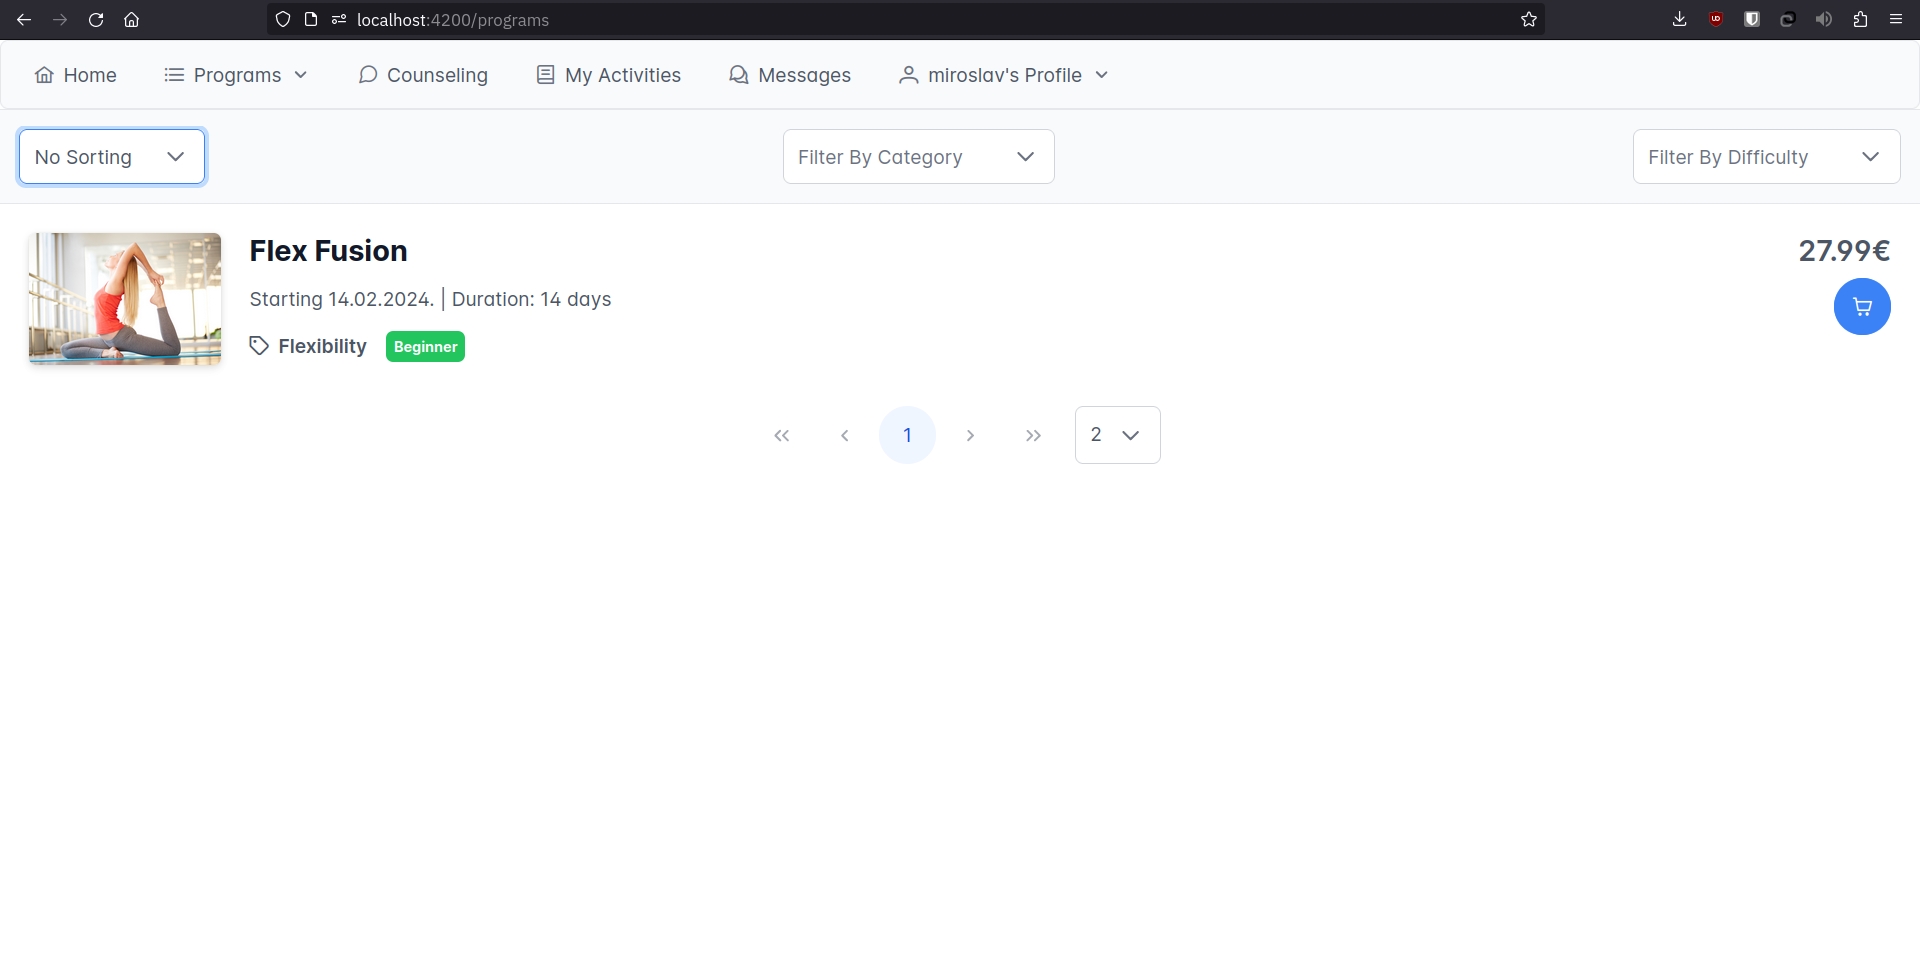 localhost:4200/programs
Home Programs Counseling My Activities Messages miroslav's Profile
No Sorting Filter By Category Filter By Difficulty
Flex Fusion 27.99€
Starting 14.02.2024. | Duration: 14 days
Flexibility Beginner
1 2